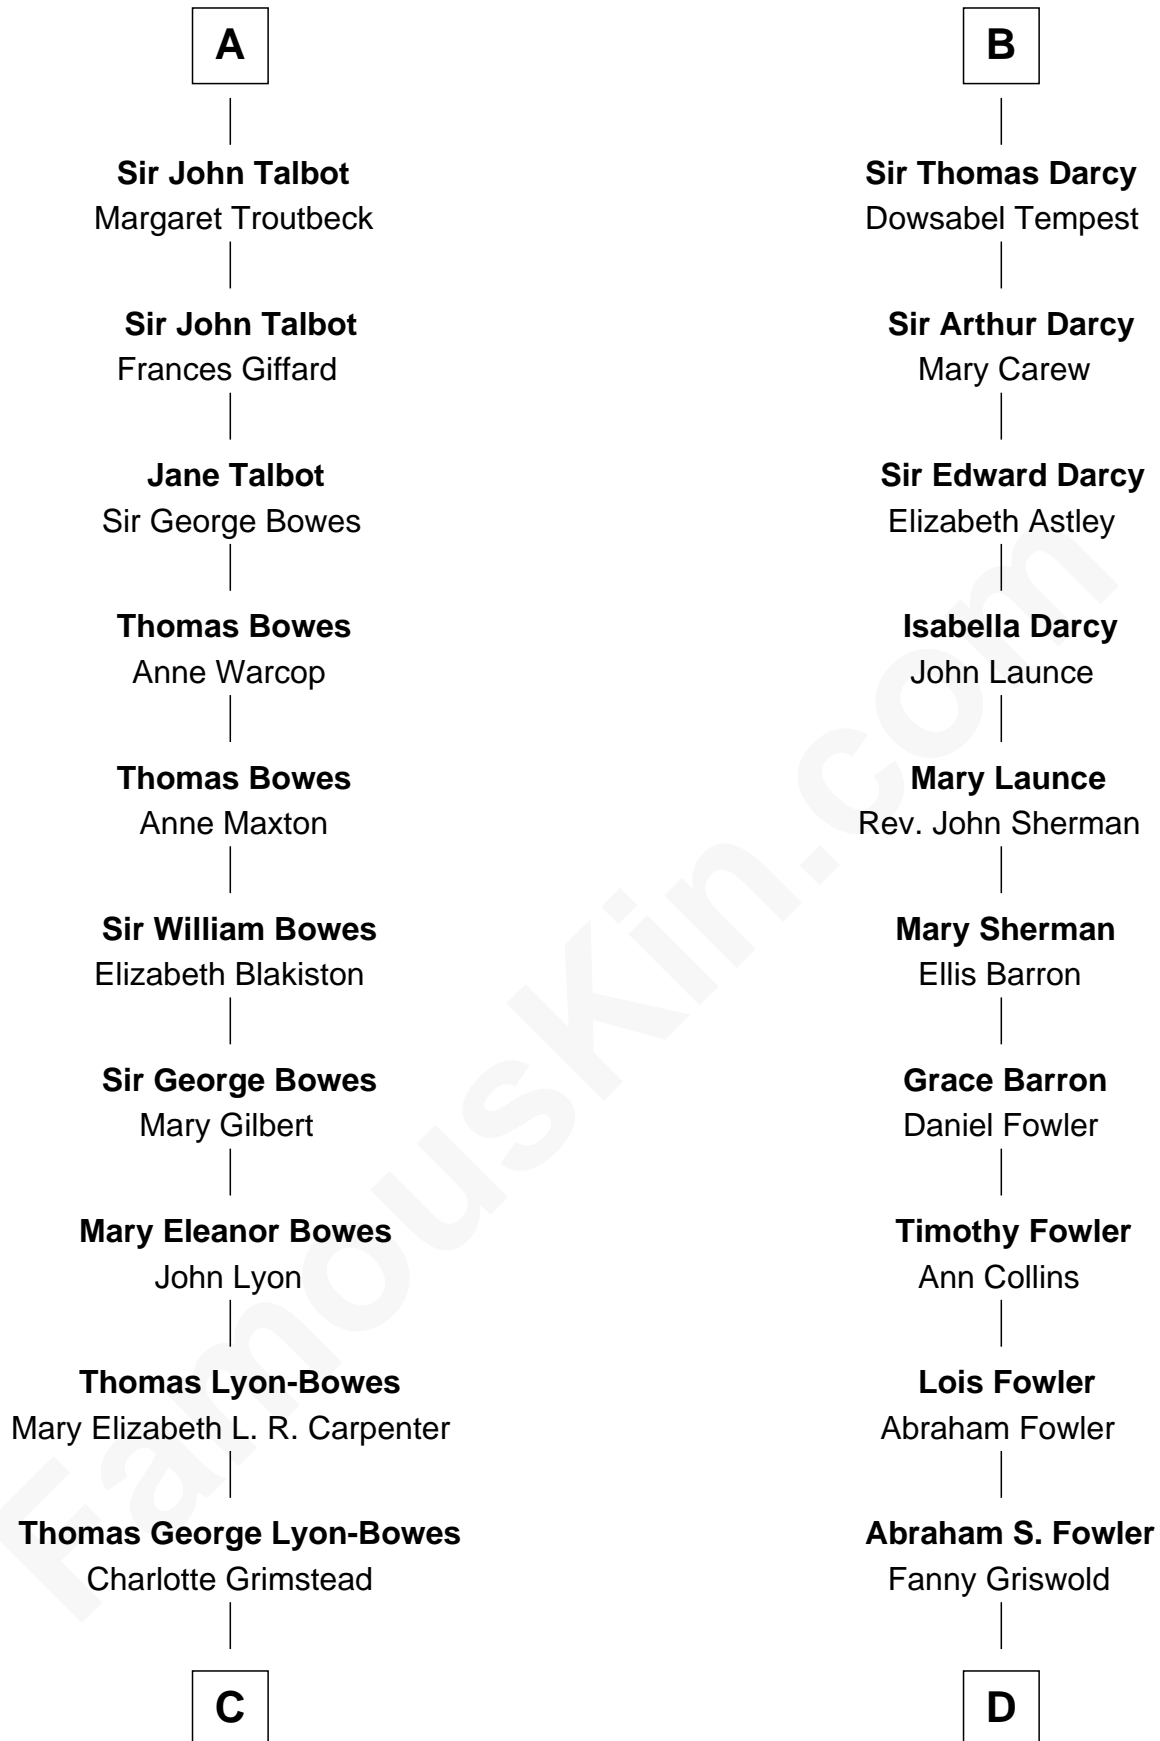 A
Sir John Talbot
Margaret Troutbeck
Sir John Talbot
Frances Giffard
Jane Talbot
Sir George Bowes
Thomas Bowes
Anne Warcop
Thomas Bowes
Anne Maxton
Sir William Bowes
Elizabeth Blakiston
Sir George Bowes
Mary Gilbert
Mary Eleanor Bowes
John Lyon
Thomas Lyon-Bowes
Mary Elizabeth L. R. Carpenter
Thomas George Lyon-Bowes
Charlotte Grimstead
C
B
Sir Thomas Darcy
Dowsabel Tempest
Sir Arthur Darcy
Mary Carew
Sir Edward Darcy
Elizabeth Astley
Isabella Darcy
John Launce
Mary Launce
Rev. John Sherman
Mary Sherman
Ellis Barron
Grace Barron
Daniel Fowler
Timothy Fowler
Ann Collins
Lois Fowler
Abraham Fowler
Abraham S. Fowler
Fanny Griswold
D
FamousKin.com